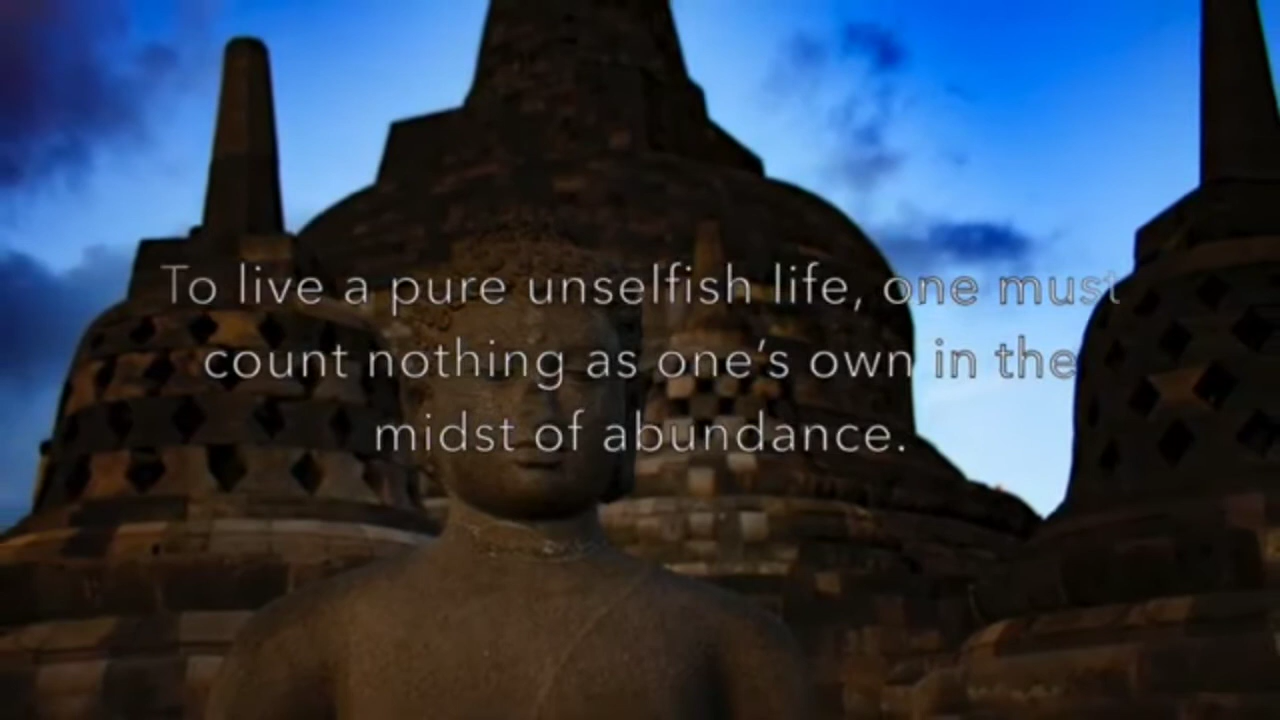 To live a pure unselfish life, one must
count nothing as one's own in the
midst of abundance.